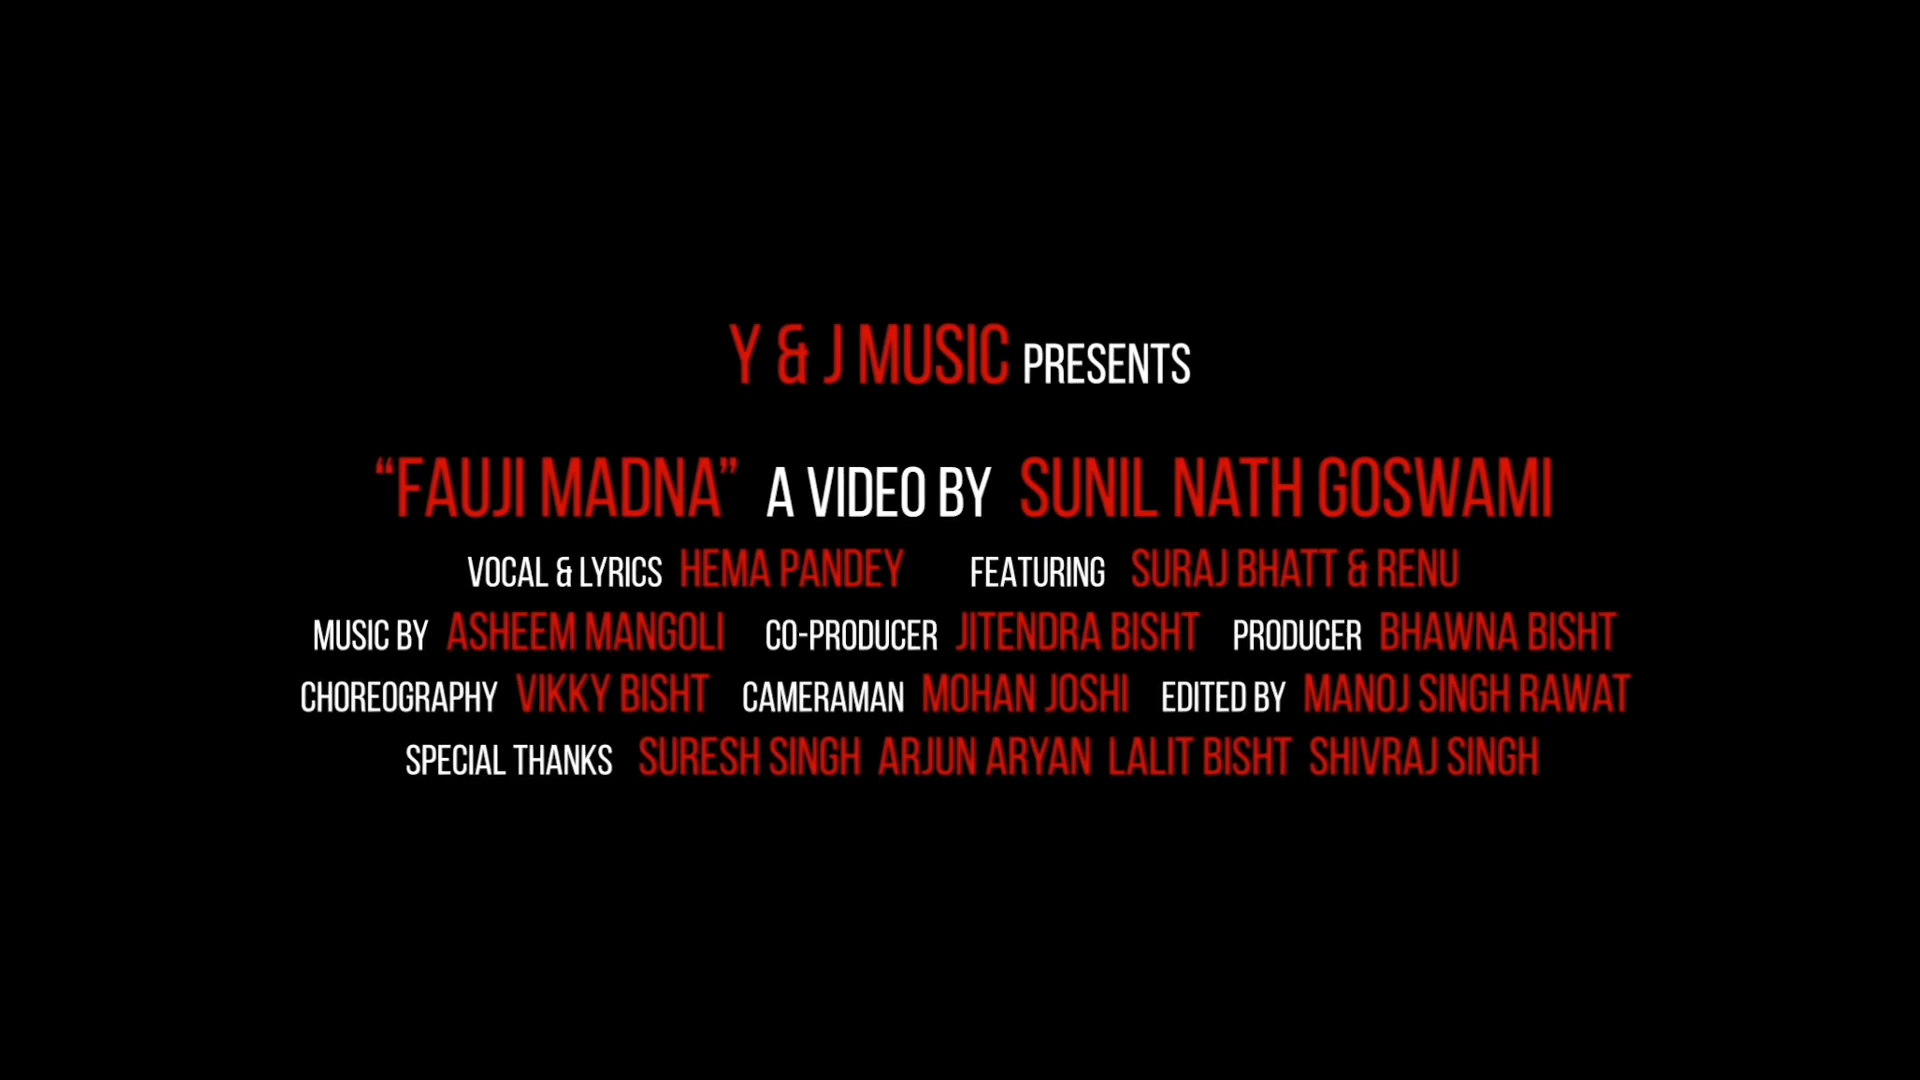 Y & J MUSIC PRESENTS
“FAUJI MADNA” A VIDEO BY SUNIL NATH GOSWAMI
VOCAL & LYRICS HEMA PANDEY FEATURING SURAJ BHATT & RENU
MUSIC BY ASHEEM MANGOLI CO-PRODUCER JITENDRA BISHT PRODUCER BHAWNA BISHT
CHOREOGRAPHY VIKKY BISHT CAMERAMAN MOHAN JOSHI EDITED BY MANOJ SINGH RAWAT
SPECIAL THANKS SURESH SINGH ARJUN ARYAN LALIT BISHT SHIVRAJ SINGH